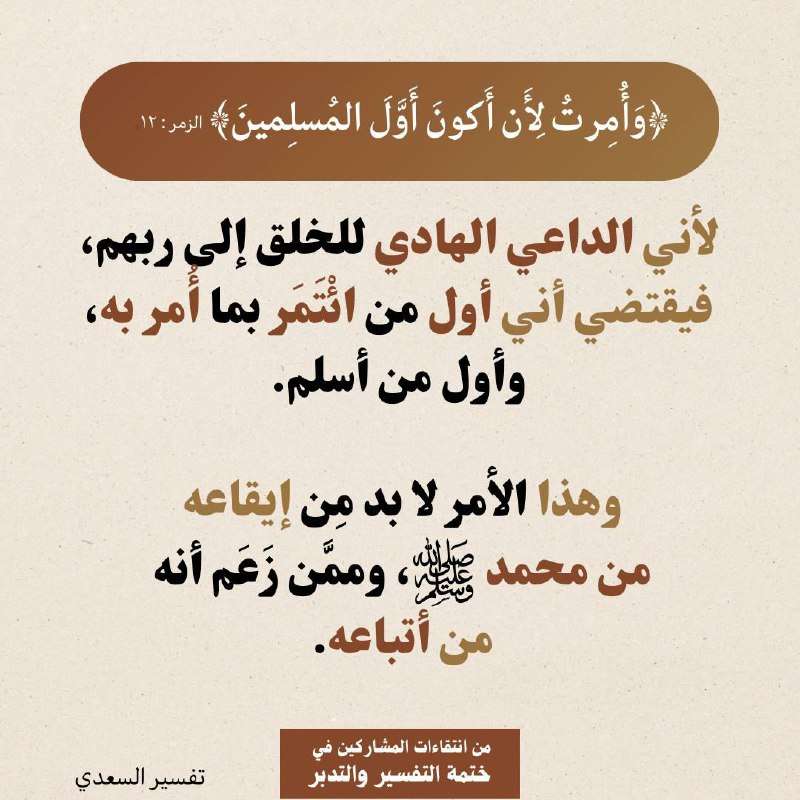 ﴿وَأُمِرتُ لِأَن أَكونَ أَوَّلَ المُسلِمينَ﴾ الزمر: ١٢
لأني الداعي الهادي للخلق إلى ربهم،
فيقتضي أني أول من ائْتَمَر بما أُمر به،
وأول من أسلم.
وهذا الأمر لا بد مِن إيقاعه
من محمد ﷺ، وممَّن زَعَم أنه
من أتباعه.
من انتقاءات المشاركين في
ختمة التفسير والتدبر
تفسير السعدي